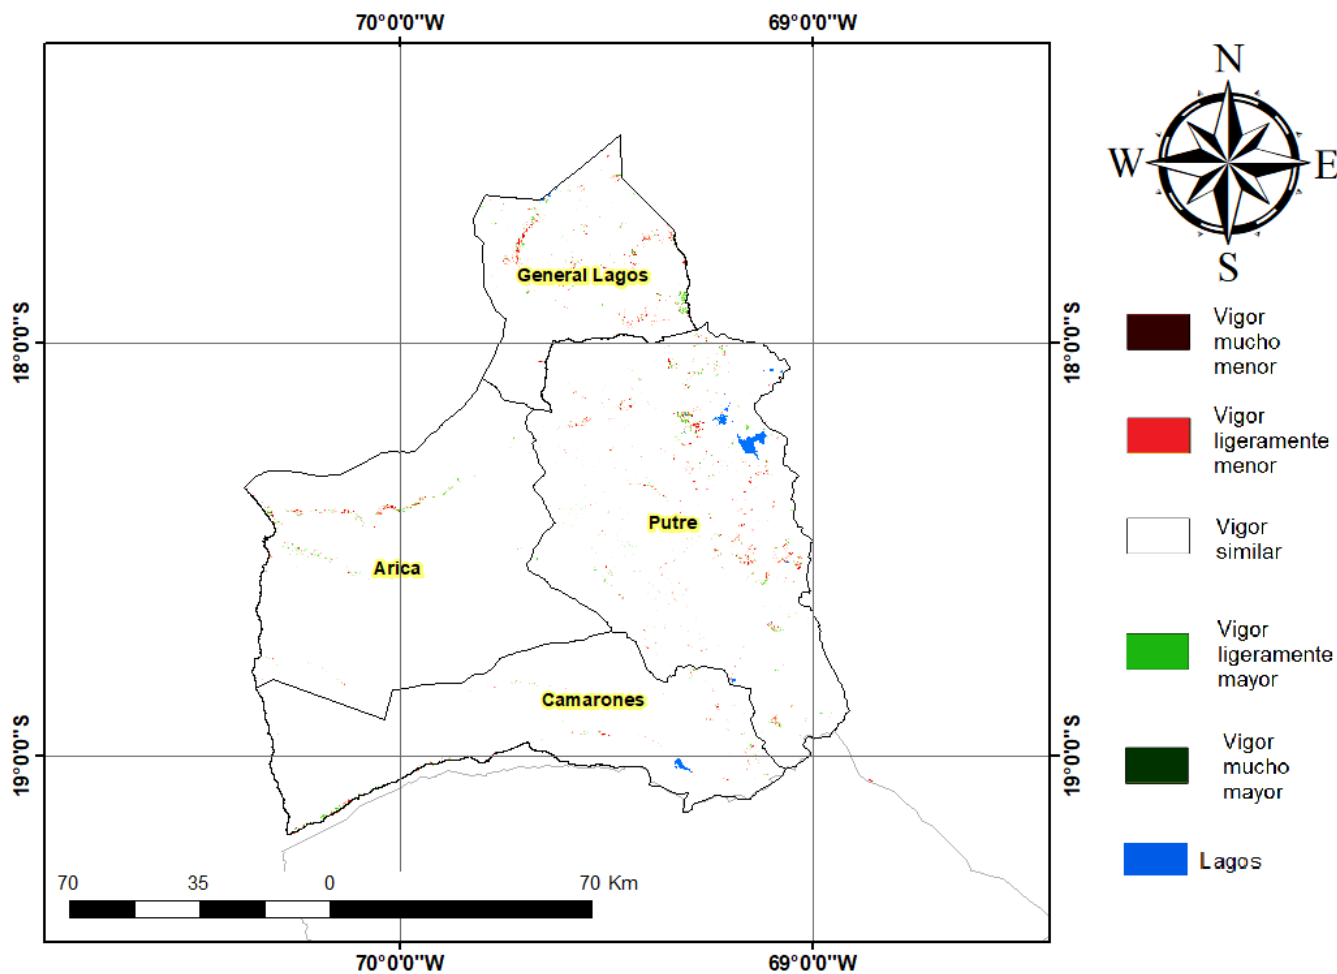 70°0'0"W
69°0'0"W
N
W
E
S
18°0'0"S
18°0'0"S
19°0'0"S
19°0'0"S
General Lagos
Putre
Arica
Camarones
Vigor
mucho
menor
Vigor
ligeramente
menor
Vigor
similar
Vigor
ligeramente
mayor
Vigor
mucho
mayor
Lagos
70
35
0
70 Km
70°0'0"W
69°0'0"W